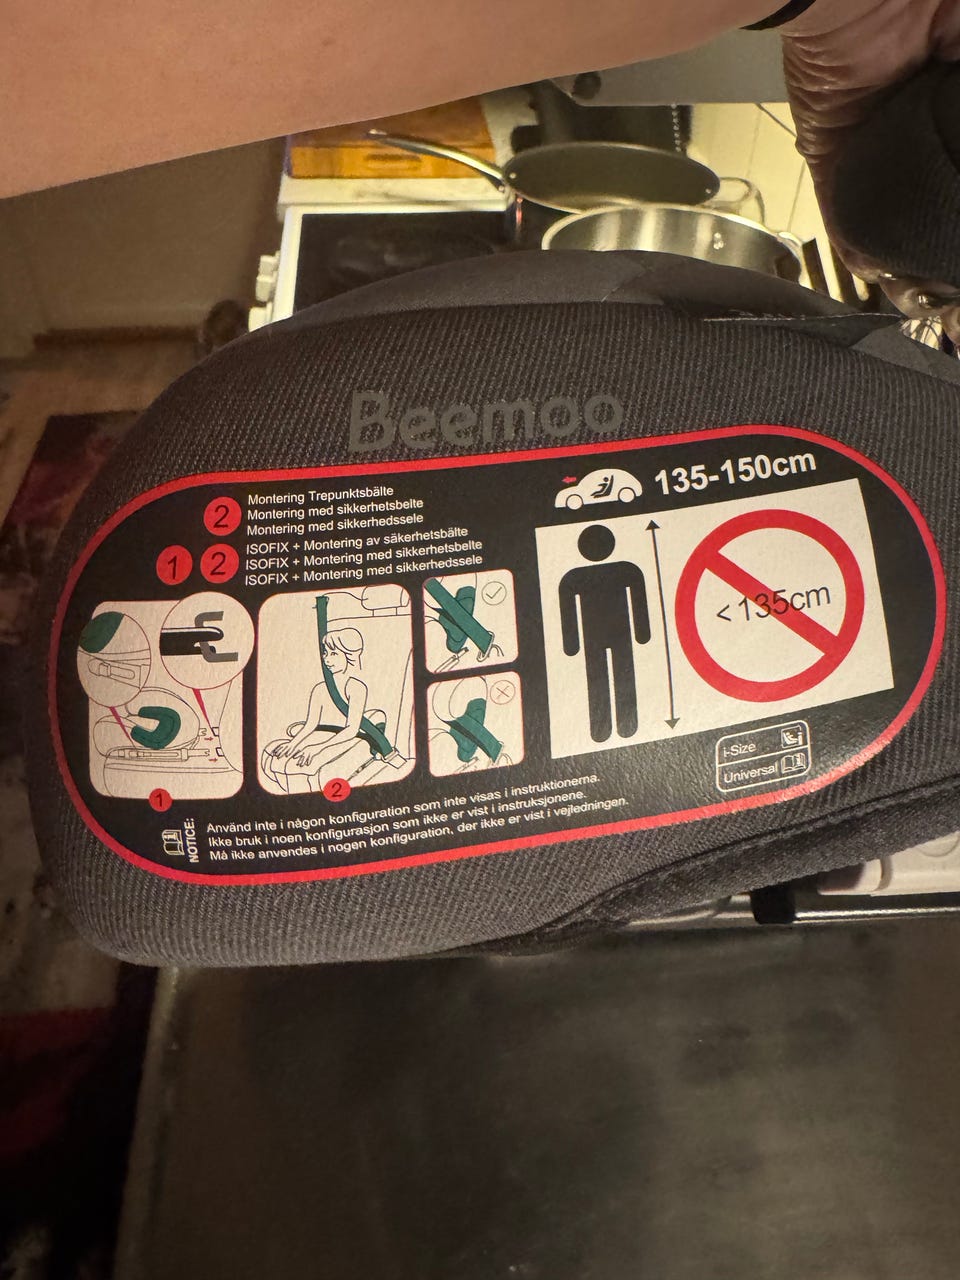 Beemoo
2 Montering Trepunktsbälte
Montering med sikkerhetsbelte
Montering med sikkerhedssele
1 2 ISOFIX + Montering av säkerhetsbälte
ISOFIX + Montering med sikkerhetsbelte
ISOFIX + Montering med sikkerhedssele
1
2
135-150cm
<135cm
i-Size
Universal
NOTICE:
Använd inte i någon konfiguration som inte visas i instruktionerna.
Ikke bruk i noen konfigurasjon som ikke er vist i instruksjonene.
Må ikke anvendes i nogen konfiguration, der ikke er vist i vejledningen.